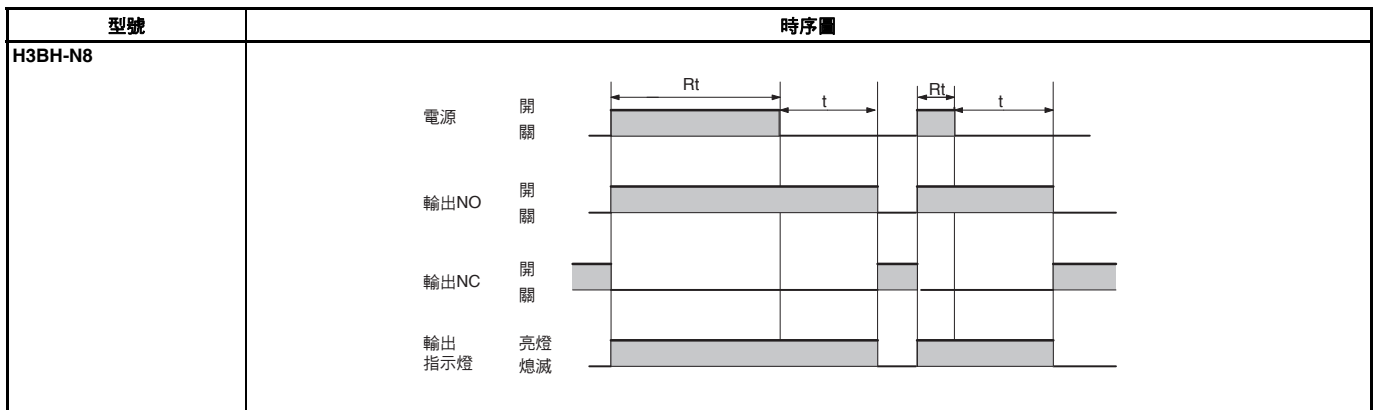 型號 時序圖
H3BH-N8
Rt t Rt t
電源 開
關
輸出NO 開
關
輸出NC 開
關
輸出 亮燈
指示燈 熄滅